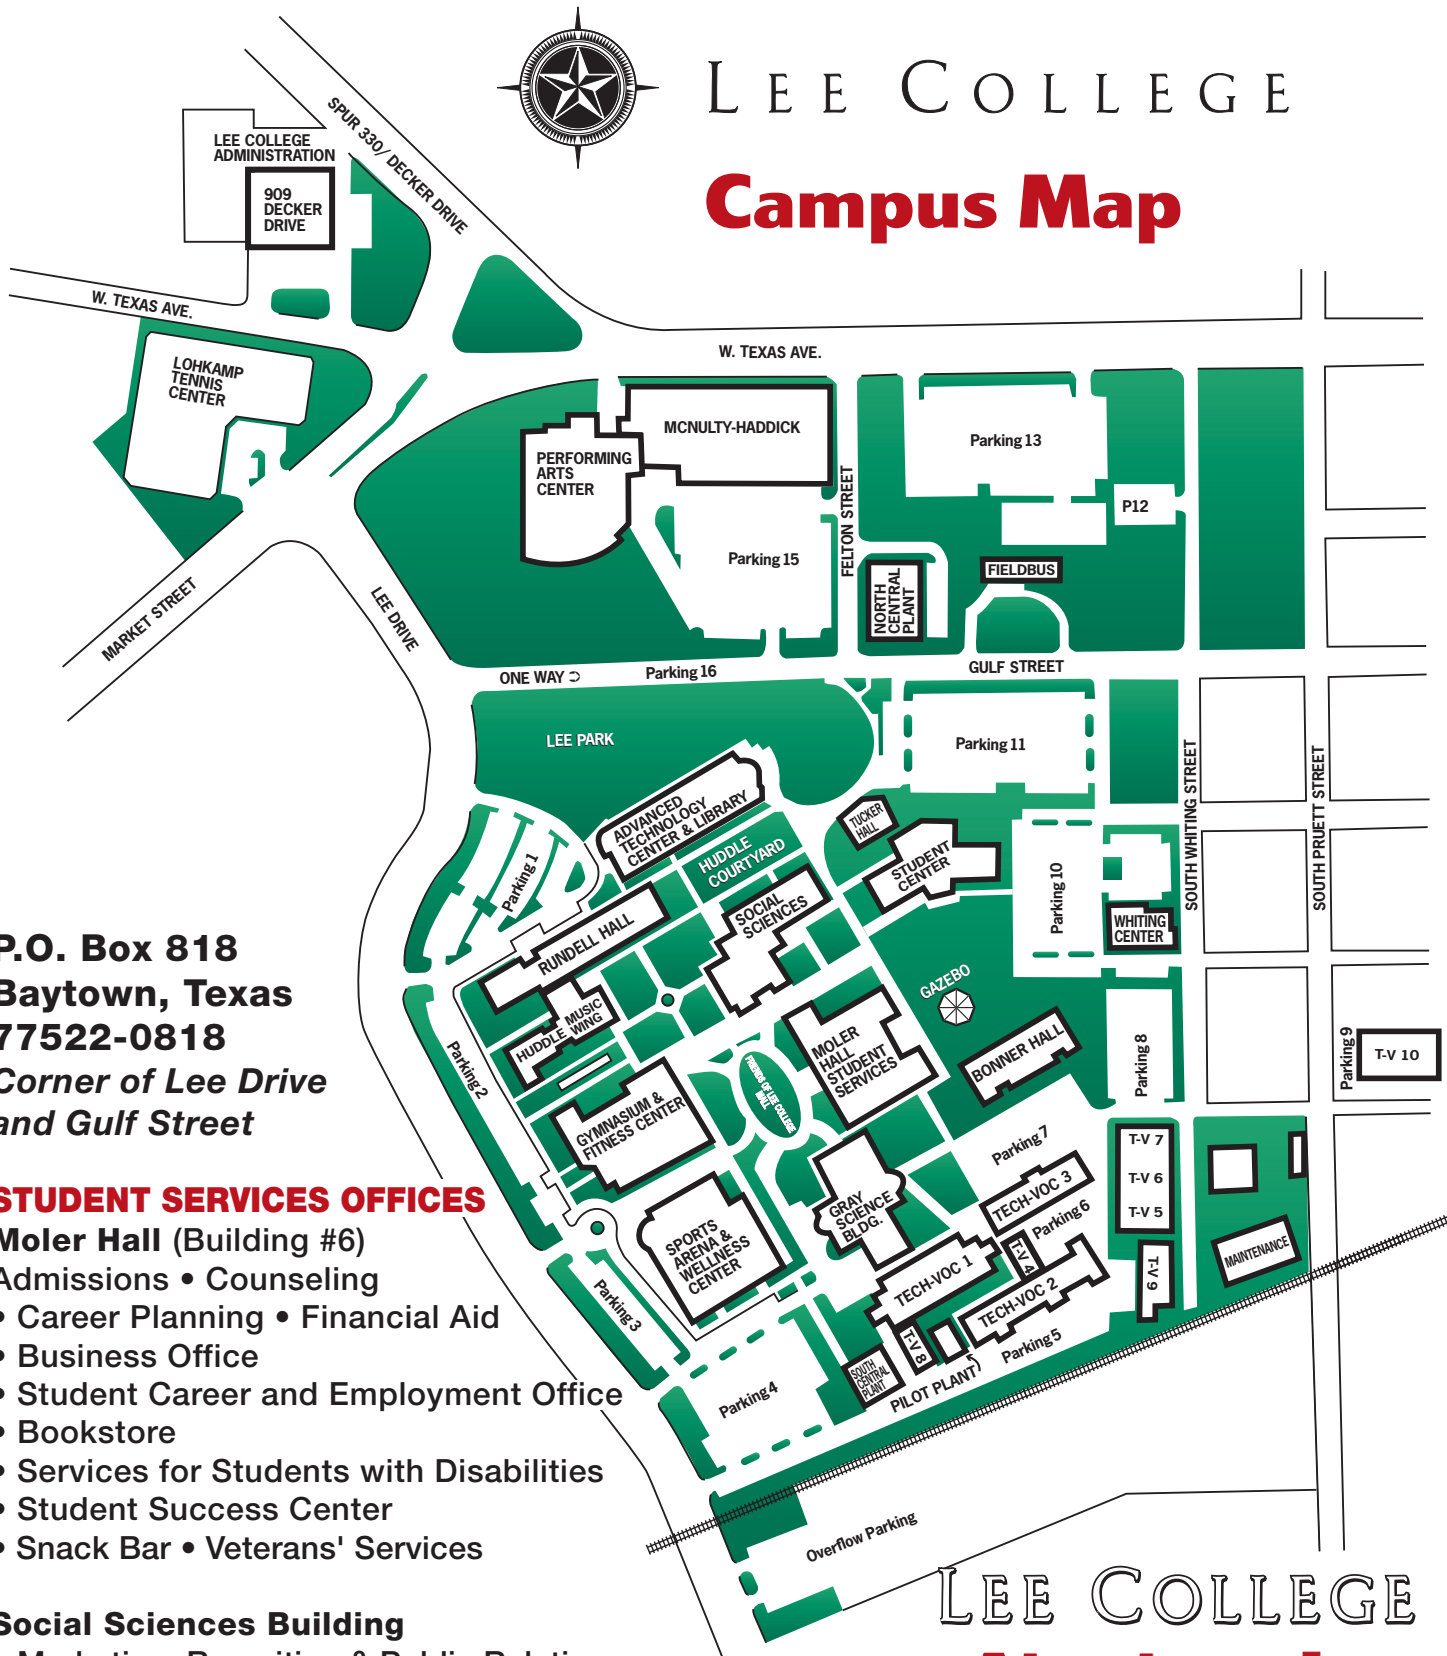 LEE COLLEGE
Campus Map
SPUR 330/ DECKER DRIVE
LEE COLLEGE
ADMINISTRATION
909
DECKER
DRIVE
W. TEXAS AVE.
LOHKAMP
TENNIS
CENTER
W. TEXAS AVE.
MCNULTY-HADDICK
PERFORMING
ARTS
CENTER
Parking 13
P12
FELTON STREET
Parking 15
FIELDBUS
NORTH
CENTRAL
PLANT
MARKET STREET
LEE DRIVE
ONE WAY
Parking 16
GULF STREET
LEE PARK
Parking 11
SOUTH WHITING STREET
SOUTH PRUETT STREET
ADVANCED
TECHNOLOGY
CENTER & LIBRARY
TUCKER
HALL
STUDENT
CENTER
HUDDLE
COURTYARD
Parking 1
Parking 10
SOCIAL
SCIENCES
RUNDELL HALL
WHITING
CENTER
GAZEBO
HUDDLE
MUSIC
WING
Parking 2
MOLER
HALL
STUDENT
SERVICES
BONNER HALL
Parking 8
Parking 9
T-V 10
FRIENDS OF LEE COLLEGE
MALL
GYMNASIUM &
FITNESS CENTER
Parking 7
T-V 7
T-V 6
T-V 5
GRAY
SCIENCE
BLDG.
TECH-VOC 3
Parking 6
SPORTS
ARENA &
WELLNESS
CENTER
TECH-VOC 1
T-V 4
TECH-VOC 2
T-V 9
MAINTENANCE
Parking 3
T-V 8
Parking 5
SOUTH
CENTRAL
PLANT
PILOT PLANT
Parking 4
Overflow Parking
P.O. Box 818
Baytown, Texas
77522-0818
Corner of Lee Drive
and Gulf Street
STUDENT SERVICES OFFICES
Moler Hall (Building #6)
Admissions • Counseling
• Career Planning • Financial Aid
• Business Office
• Student Career and Employment Office
• Bookstore
• Services for Students with Disabilities
• Student Success Center
• Snack Bar • Veterans' Services
Social Sciences Building
LEE COLLEGE